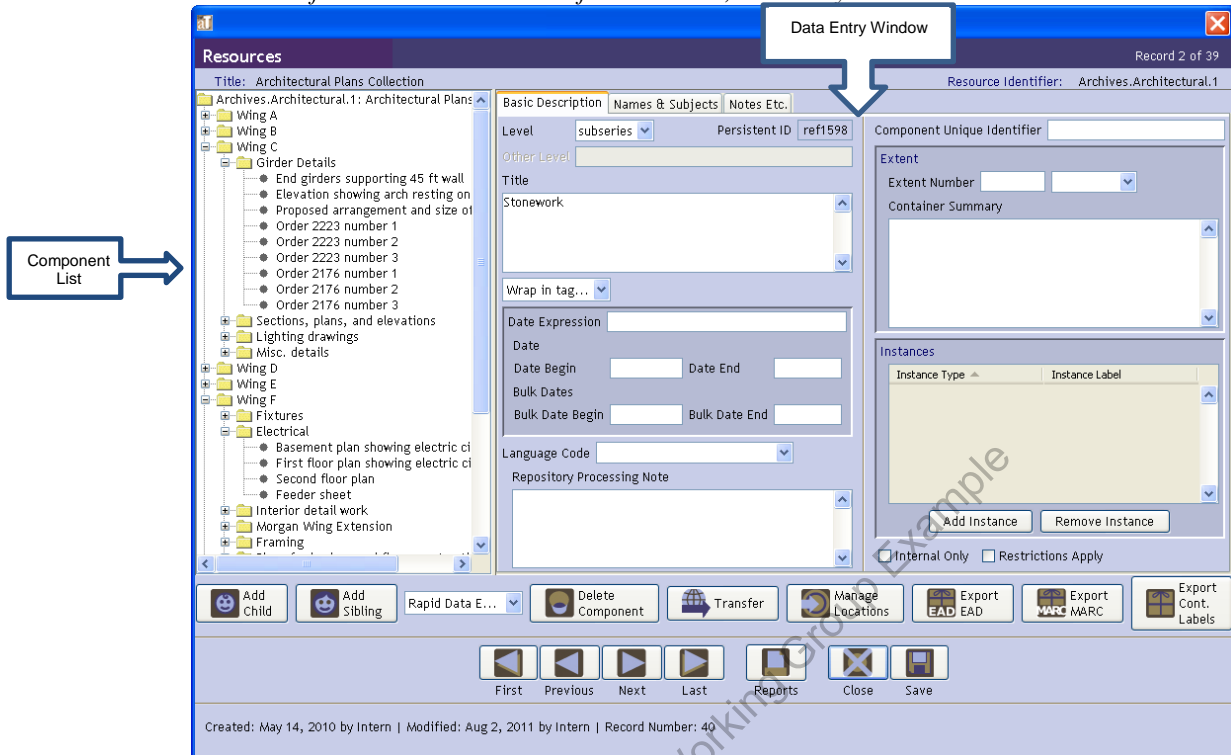 Data Entry Window
Resources
Record 2 of 39
Title: Architectural Plans Collection
Resource Identifier: Archives.Architectural.1
Archives.Architectural.1: Architectural Plans
Wing A
Wing B
Wing C
Girder Details
End girders supporting 45 ft wall
Elevation showing arch resting on
Proposed arrangement and size of
Order 2223 number 1
Order 2223 number 2
Order 2223 number 3
Order 2176 number 1
Order 2176 number 2
Order 2176 number 3
Sections, plans, and elevations
Lighting drawings
Misc. details
Wing D
Wing E
Wing F
Fixtures
Electrical
Basement plan showing electric ci
First floor plan showing electric ci
Second floor plan
Feeder sheet
Interior detail work
Morgan Wing Extension
Framing
Component
List
Basic Description Names & Subjects Notes Etc.
Level subseries Persistent ID ref1598
Other Level
Title
Stonework
Wrap in tag...
Date Expression
Date
Date Begin Date End
Bulk Dates
Bulk Date Begin Bulk Date End
Language Code
Repository Processing Note
Component Unique Identifier
Extent
Extent Number
Container Summary
Instances
Instance Type Instance Label
Add Instance Remove Instance
Internal Only Restrictions Apply
Add Child
Add Sibling
Rapid Data E...
Delete Component
Transfer
Manage Locations
EAD Export EAD
MARC Export MARC
Export Cont. Labels
First Previous Next Last Reports Close Save
Created: May 14, 2010 by Intern | Modified: Aug 2, 2011 by Intern | Record Number: 40
Working Group Example